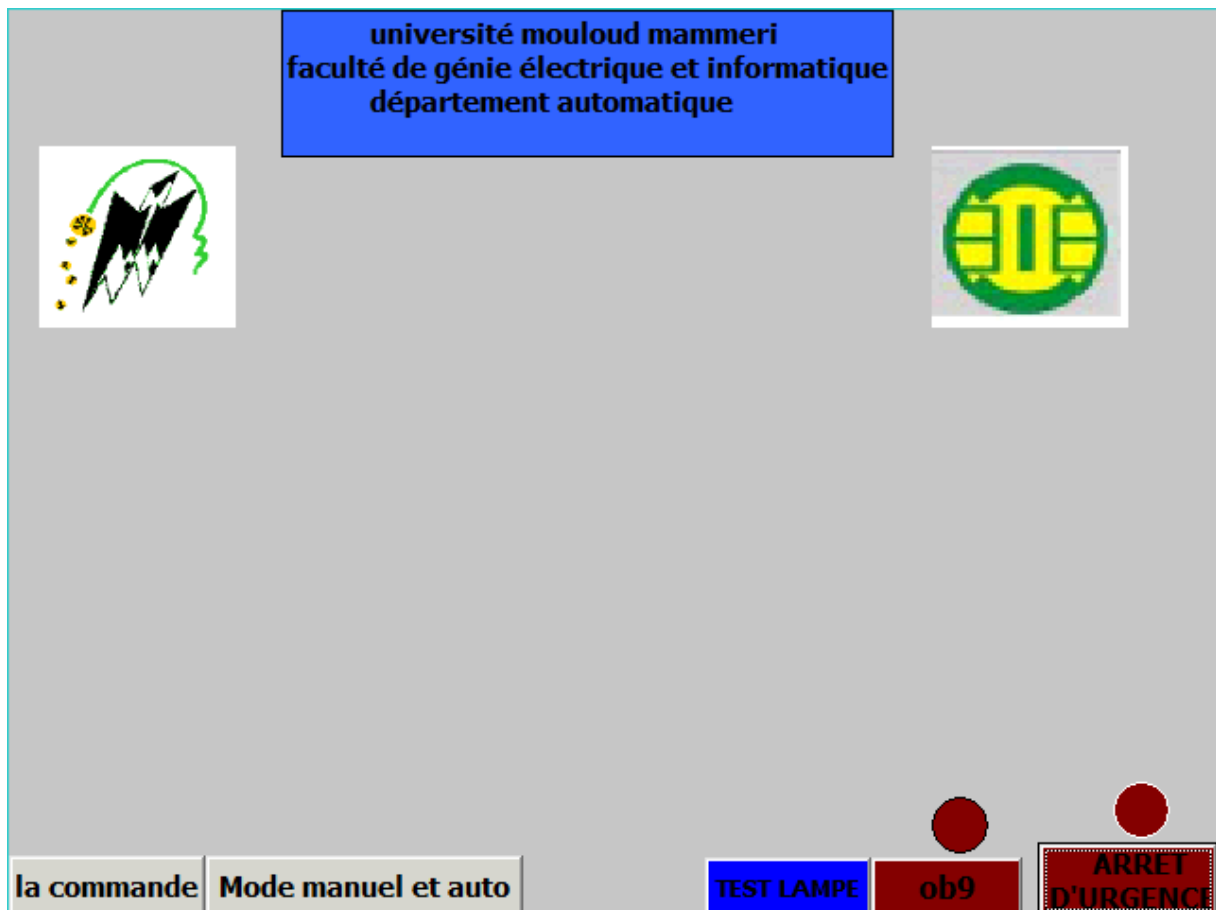 université mouloud mammeri
faculté de génie électrique et informatique
département automatique
la commande
Mode manuel et auto
TEST LAMPE
ob9
ARRET
D'URGENCE